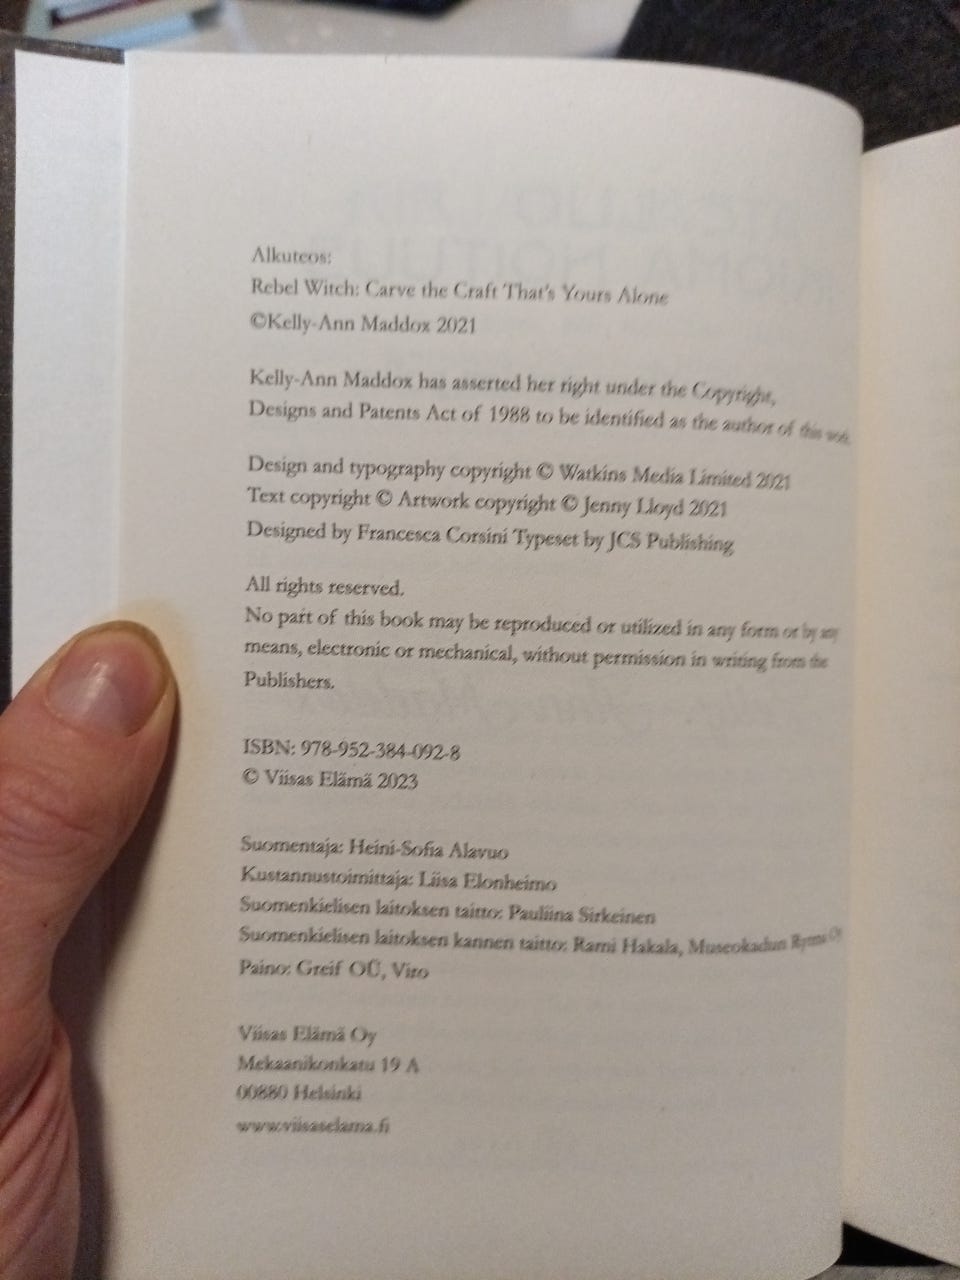 Alkuteos:
Rebel Witch: Carve the Craft That's Yours Alone
©Kelly-Ann Maddox 2021
Kelly-Ann Maddox has asserted her right under the Copyright,
Designs and Patents Act of 1988 to be identified as the author of this work.
Design and typography copyright © Watkins Media Limited 2021
Text copyright © Artwork copyright © Jenny Lloyd 2021
Designed by Francesca Corsini Typeset by JCS Publishing
All rights reserved.
No part of this book may be reproduced or utilized in any form or by any
means, electronic or mechanical, without permission in writing from the
Publishers.
ISBN: 978-952-384-092-8
© Viisas Elämä 2023
Suomentaja: Heini-Sofia Alavuo
Kustannustoimittaja: Liisa Elonheimo
Suomenkielisen laitoksen taitto: Pauliina Sirkeinen
Suomenkielisen laitoksen kannen taitto: Rami Hakala, Museokadun Oy
Paino: Greif OÜ, Viro
Viisas Elämä Oy
Mekaanikonkatu 19 A
00880 Helsinki
www.viisaselama.fi